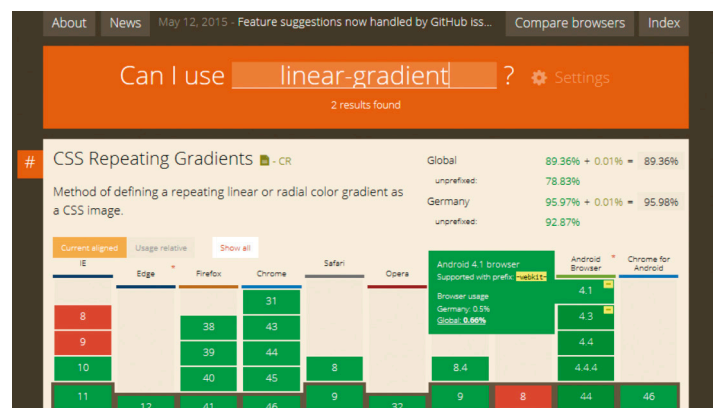 About News May 12, 2015 - Feature suggestions now handled by GitHub iss... Compare browsers Index
Can I use linear-gradient ? Settings
2 results found
# CSS Repeating Gradients - CR
Method of defining a repeating linear or radial color gradient as
a CSS image.
Global 89.36% + 0.01% = 89.36%
unprefixed: 78.83%
Germany 95.97% + 0.01% = 95.98%
unprefixed: 92.87%
Current aligned Usage relative Show all
IE Edge * Firefox Chrome Safari Opera Android * Browser Chrome for Android
Android 4.1 browser
Supported with prefix: -webkit-
Browser usage
Germany: 0.5%
Global: 0.66%
31 4.1 -
8 38 43 4.3 -
9 39 44 4.4
10 40 45 8 8.4 4.4.4
11 12 41 46 9 32 9 8 44 46